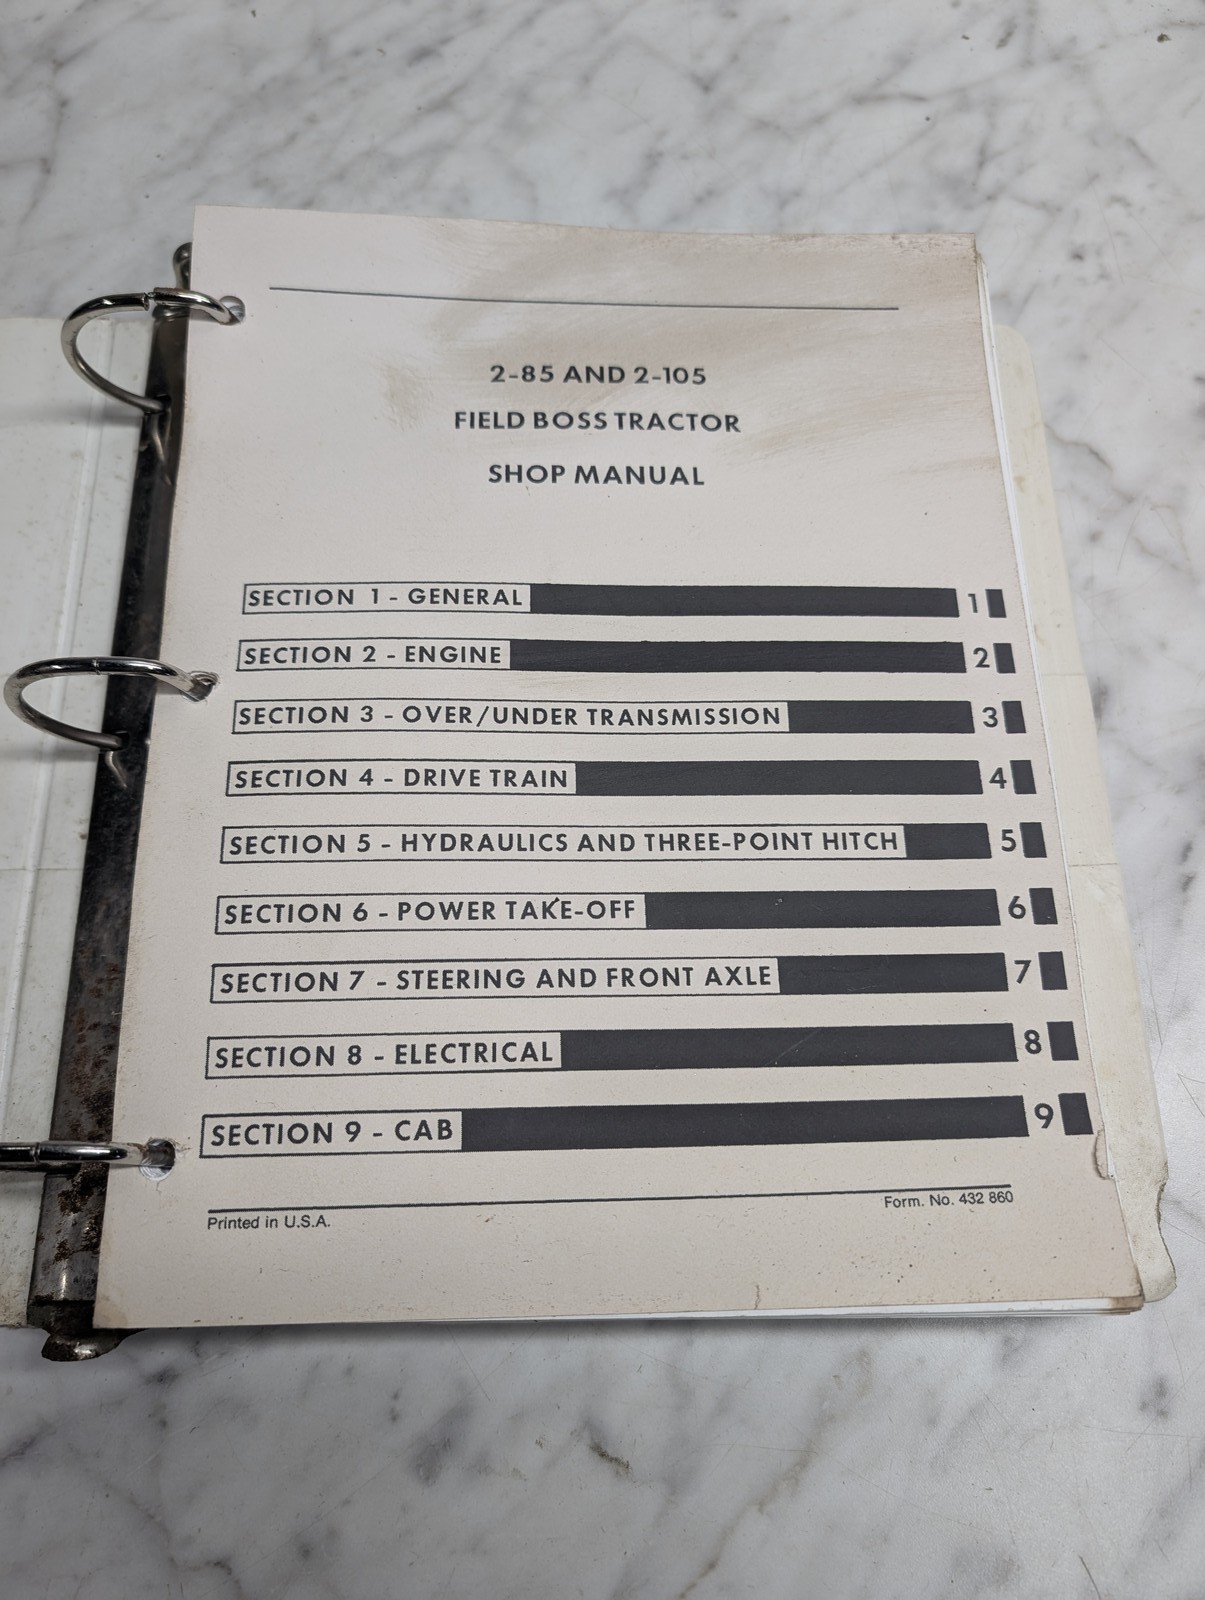 2-85 AND 2-105
FIELD BOSS TRACTOR
SHOP MANUAL
SECTION 1 - GENERAL 1
SECTION 2 - ENGINE 2
SECTION 3 - OVER/UNDER TRANSMISSION 3
SECTION 4 - DRIVE TRAIN 4
SECTION 5 - HYDRAULICS AND THREE-POINT HITCH 5
SECTION 6 - POWER TAKE-OFF 6
SECTION 7 - STEERING AND FRONT AXLE 7
SECTION 8 - ELECTRICAL 8
SECTION 9 - CAB 9
Printed in U.S.A. Form. No. 432 860